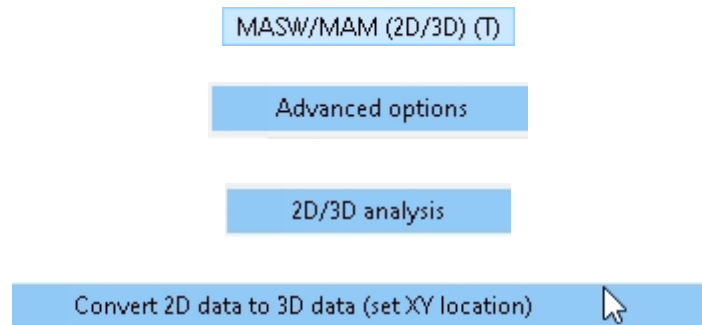 MASW/MAM (2D/3D) (T)
Advanced options
2D/3D analysis
Convert 2D data to 3D data (set XY location)